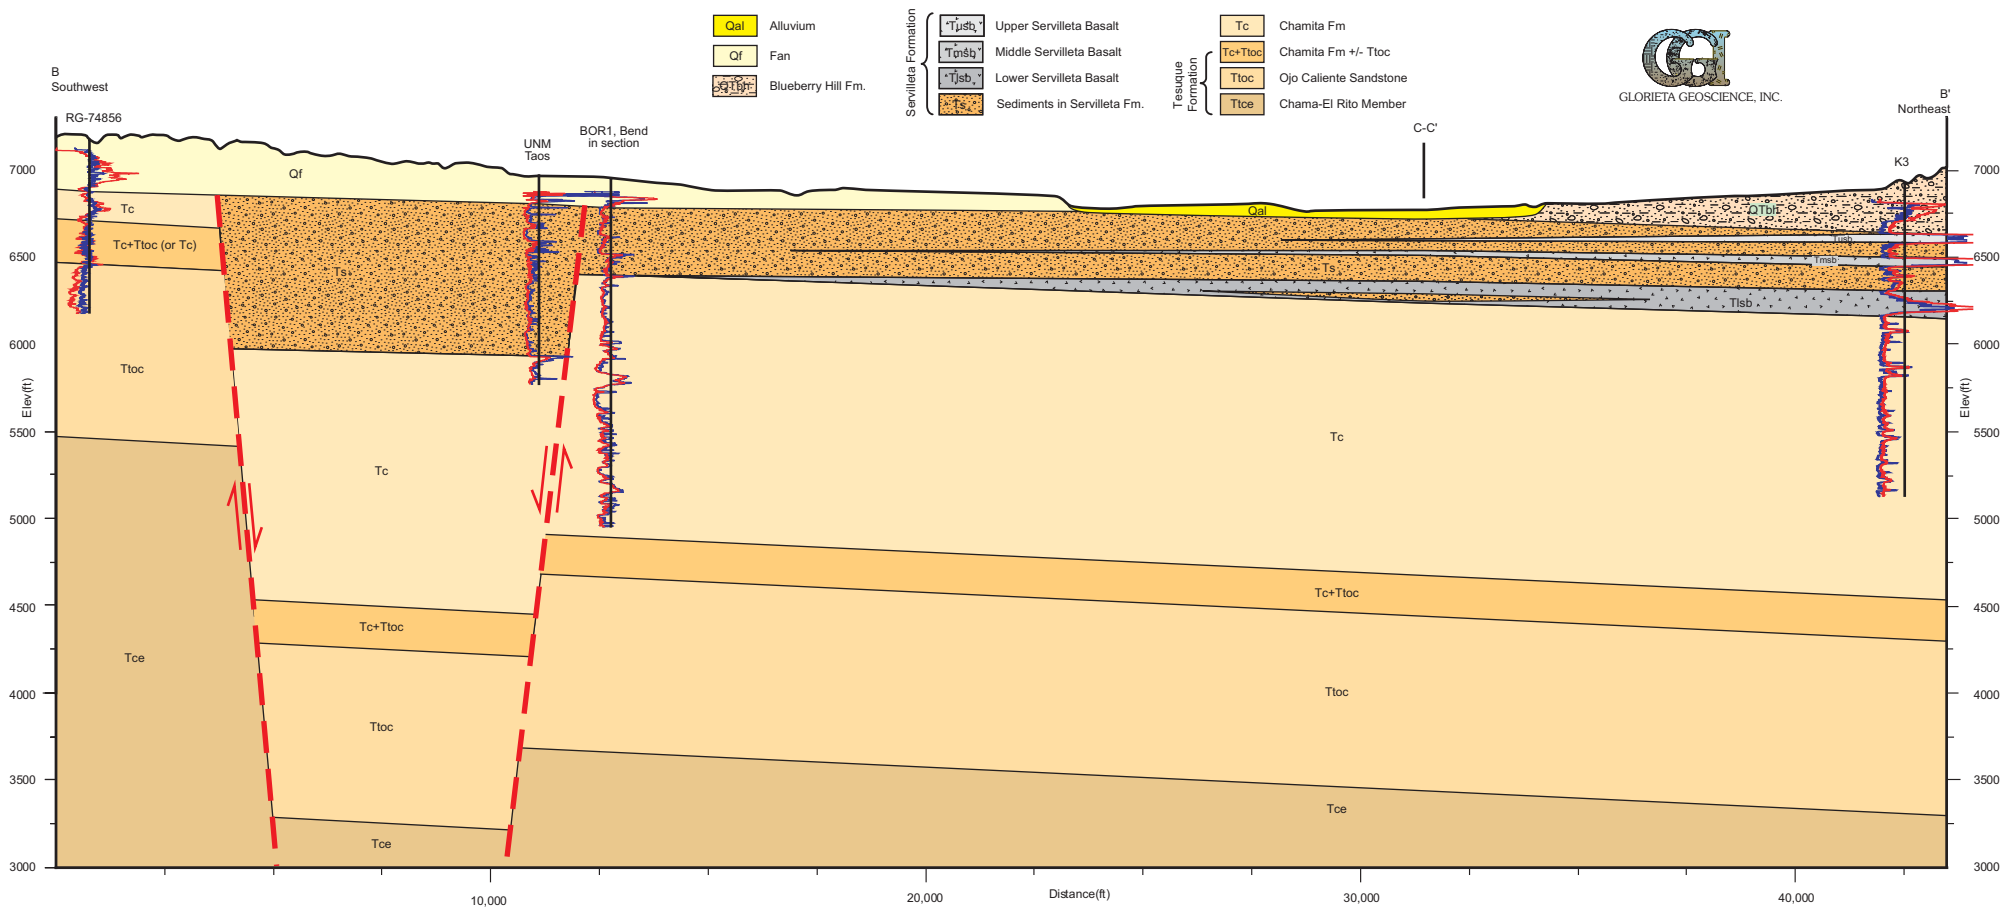 Qal Alluvium
Qf Fan
QTbh Blueberry Hill Fm.
Servilleta Formation
Tusb Upper Servilleta Basalt
Tmsb Middle Servilleta Basalt
Tlsb Lower Servilleta Basalt
Ts Sediments in Servilleta Fm.
Tesuque
Formation
Tc Chamita Fm
Tc+Ttoc Chamita Fm +/- Ttoc
Ttoc Ojo Caliente Sandstone
Ttce Chama-El Rito Member
GGI
GLORIETA GEOSCIENCE, INC.
B
Southwest
RG-74856
UNM
Taos
BOR1, Bend
in section
C-C'
B'
Northeast
K3
7000
6500
6000
5500
5000
4500
4000
3500
3000
Elev(ft)
Qf
Tc
Tc+Ttoc (or Tc)
Ttoc
Tce
Ts
Tc
Tc+Ttoc
Ttoc
Tce
Qal
QTbh
Tusb
Tmsb
Ts
Tlsb
Tc
Tc+Ttoc
Ttoc
Tce
7000
6500
6000
5500
5000
4500
4000
3500
3000
Elev(ft)
10,000
20,000
30,000
40,000
Distance(ft)